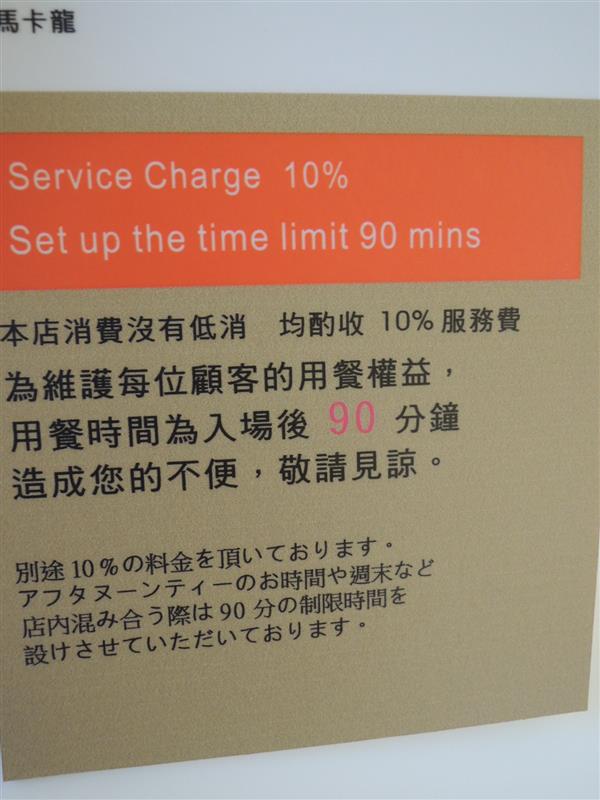 馬卡龍
Service Charge 10%
Set up the time limit 90 mins
本店消費沒有低消 均酌收 10% 服務費
為維護每位顧客的用餐權益，
用餐時間為入場後 90 分鐘
造成您的不便，敬請見諒。
別途 10%の料金を頂いております。
アフタヌーンティーのお時間や週末など
店內混み合う際は 90 分の制限時間を
設けさせていただいております。